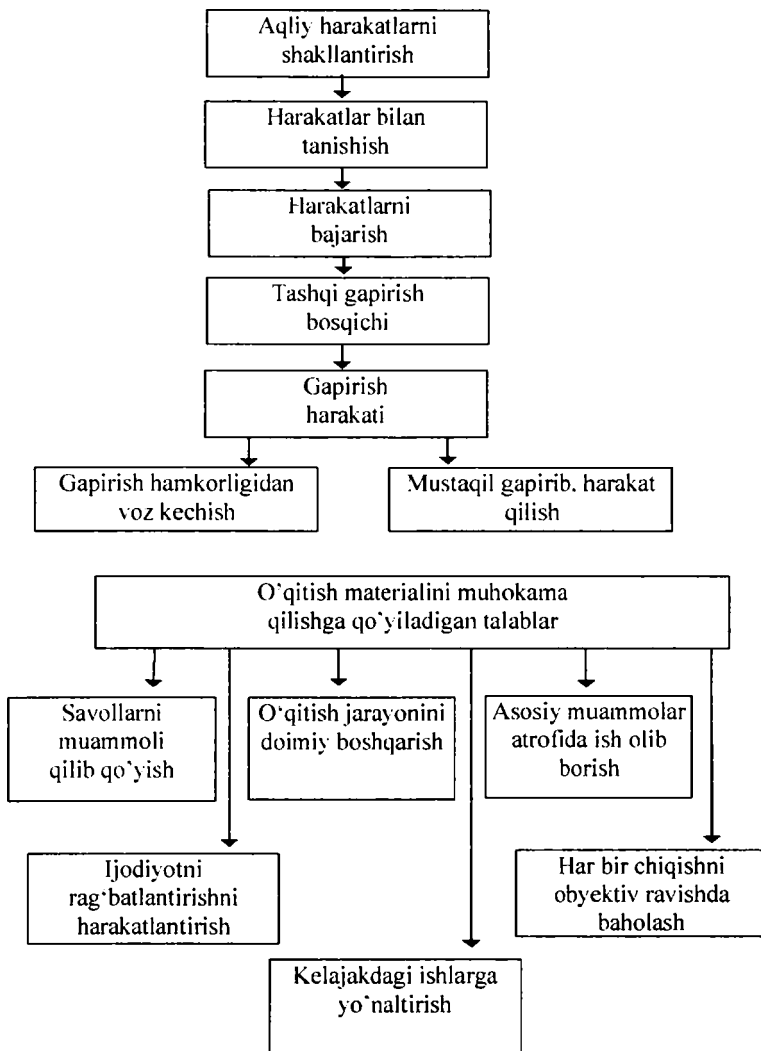 Aqliy harakatlarni
shakllantirish
Harakatlar bilan
tanishish
Harakatlarni
bajarish
Tashqi gapirish
bosqichi
Gapirish
harakati
Gapirish hamkorligidan
voz kechish
Mustaqil gapirib. harakat
qilish
O'qitish materialini muhokama
qilishga qo'yiladigan talablar
Savollarni
muammoli
qilib qo'yish
O‘qitish jarayonini
doimiy boshqarish
Asosiy muammolar
atrofida ish olib
borish
Ijodiyotni
rag‘batlantirishni
harakatlantirish
Har bir chiqishni
obyektiv ravishda
baholash
Kelajakdagi ishlarga
yo'naltirish